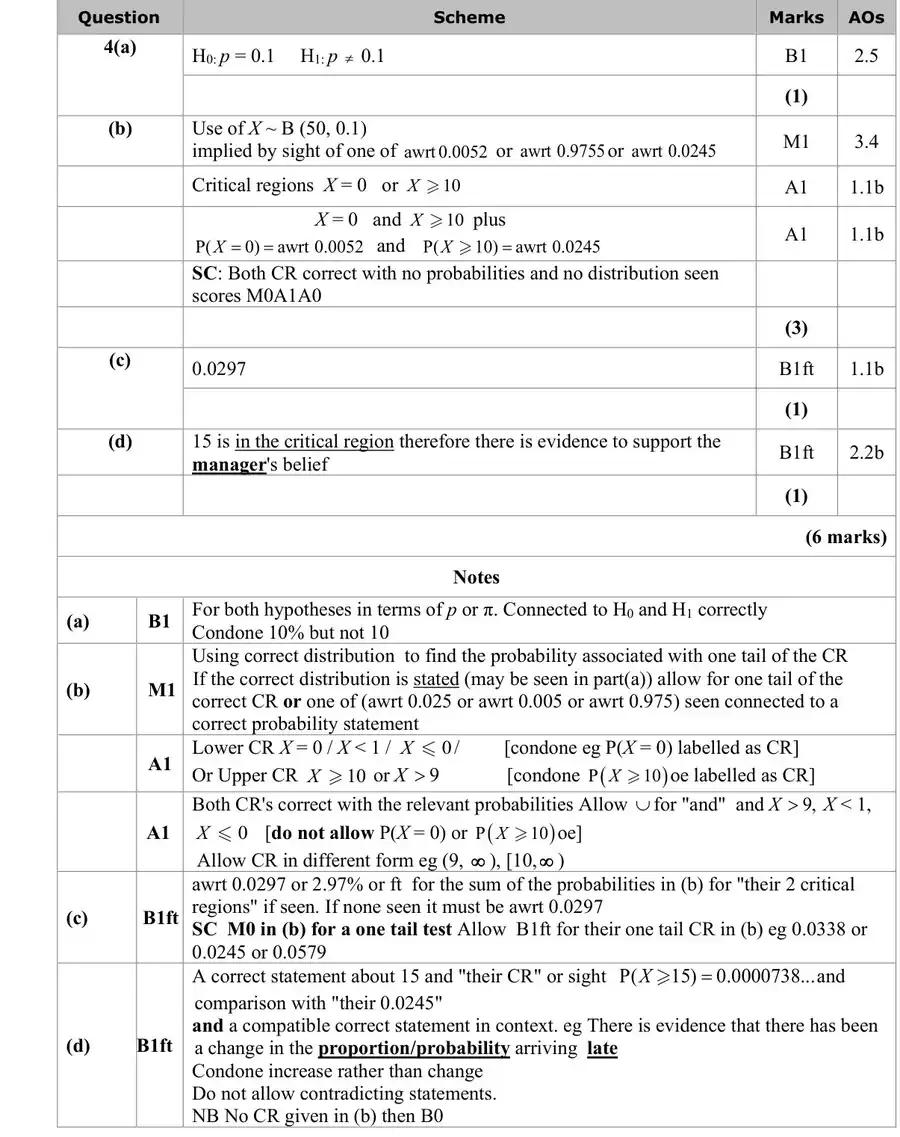 Question Scheme Marks AOs
4(a) H0: p = 0.1 H1: p ≠ 0.1 B1 2.5
(1)
(b) Use of X ~ B (50, 0.1)
implied by sight of one of awrt 0.0052 or awrt 0.9755 or awrt 0.0245 M1 3.4
Critical regions X = 0 or X ⩾ 10 A1 1.1b
X = 0 and X ⩾ 10 plus
P(X = 0) = awrt 0.0052 and P(X ⩾ 10) = awrt 0.0245 A1 1.1b
SC: Both CR correct with no probabilities and no distribution seen
scores M0A1A0
(3)
(c) 0.0297 B1ft 1.1b
(1)
(d) 15 is in the critical region therefore there is evidence to support the
manager's belief B1ft 2.2b
(1)
(6 marks)
Notes
(a) B1 For both hypotheses in terms of p or π. Connected to H0 and H1 correctly
Condone 10% but not 10
(b) M1 Using correct distribution to find the probability associated with one tail of the CR
If the correct distribution is stated (may be seen in part(a)) allow for one tail of the
correct CR or one of (awrt 0.025 or awrt 0.005 or awrt 0.975) seen connected to a
correct probability statement
A1 Lower CR X = 0 / X < 1 / X ⩽ 0 / [condone eg P(X = 0) labelled as CR]
Or Upper CR X ⩾ 10 or X > 9 [condone P(X ⩾ 10) oe labelled as CR]
A1 Both CR's correct with the relevant probabilities Allow ∪ for "and" and X > 9, X < 1,
X ⩽ 0 [do not allow P(X = 0) or P(X ⩾ 10) oe]
Allow CR in different form eg (9, ∞), [10,∞)
(c) B1ft awrt 0.0297 or 2.97% or ft for the sum of the probabilities in (b) for "their 2 critical
regions" if seen. If none seen it must be awrt 0.0297
SC M0 in (b) for a one tail test Allow B1ft for their one tail CR in (b) eg 0.0338 or
0.0245 or 0.0579
(d) B1ft A correct statement about 15 and "their CR" or sight P(X ⩾15) = 0.0000738...and
comparison with "their 0.0245"
and a compatible correct statement in context. eg There is evidence that there has been
a change in the proportion/probability arriving late
Condone increase rather than change
Do not allow contradicting statements.
NB No CR given in (b) then B0